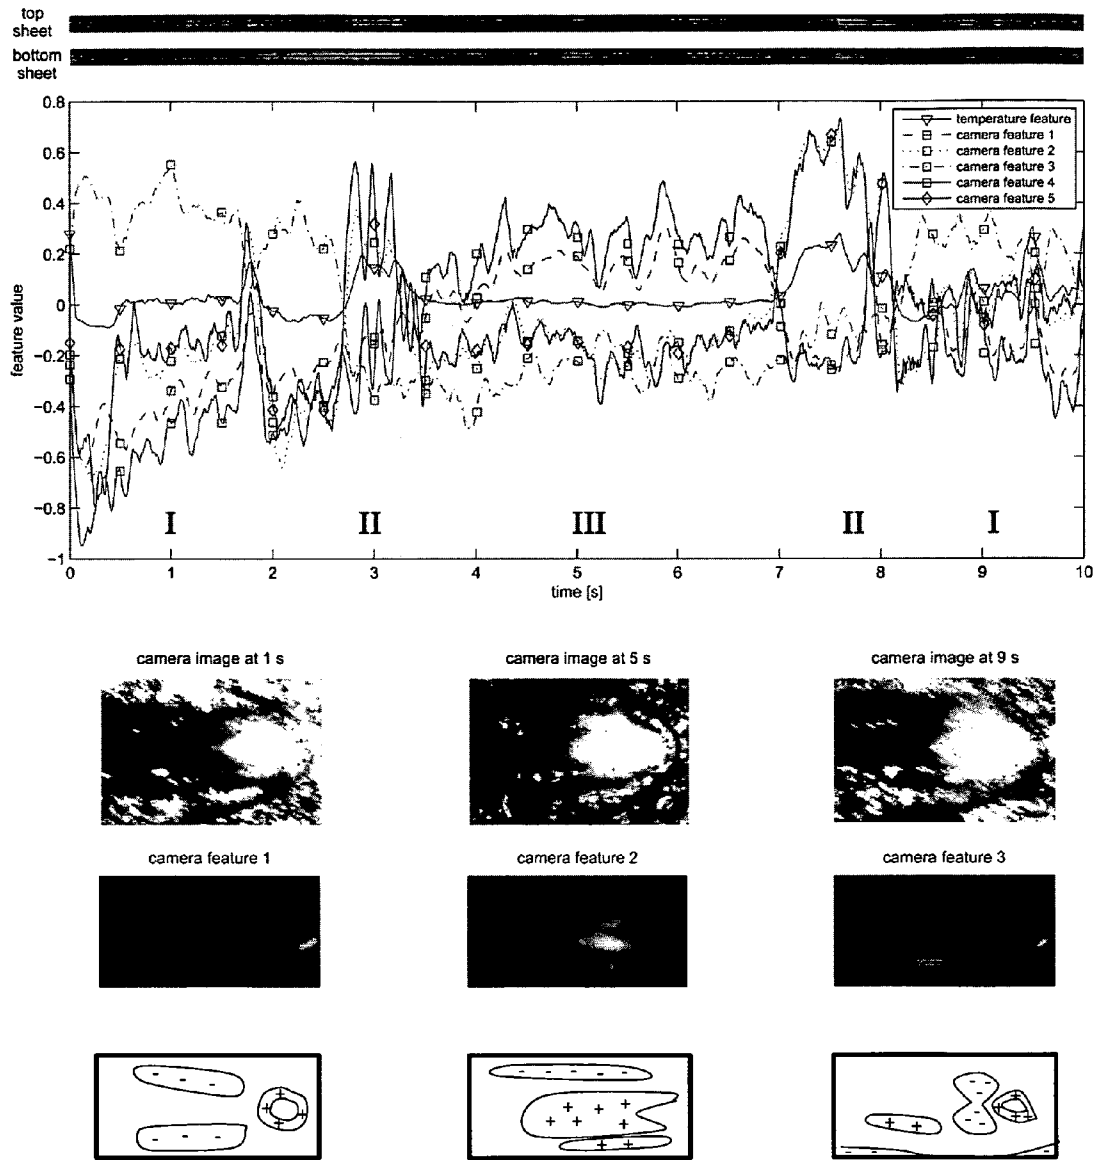 top
sheet
bottom
sheet
0.8
0.6
0.4
0.2
0
-0.2
-0.4
-0.6
-0.8
-1
feature value
temperature feature
camera feature 1
camera feature 2
camera feature 3
camera feature 4
camera feature 5
I II III II I
0 1 2 3 4 5 6 7 8 9 10
time [s]
camera image at 1 s camera image at 5 s camera image at 9 s
camera feature 1 camera feature 2 camera feature 3